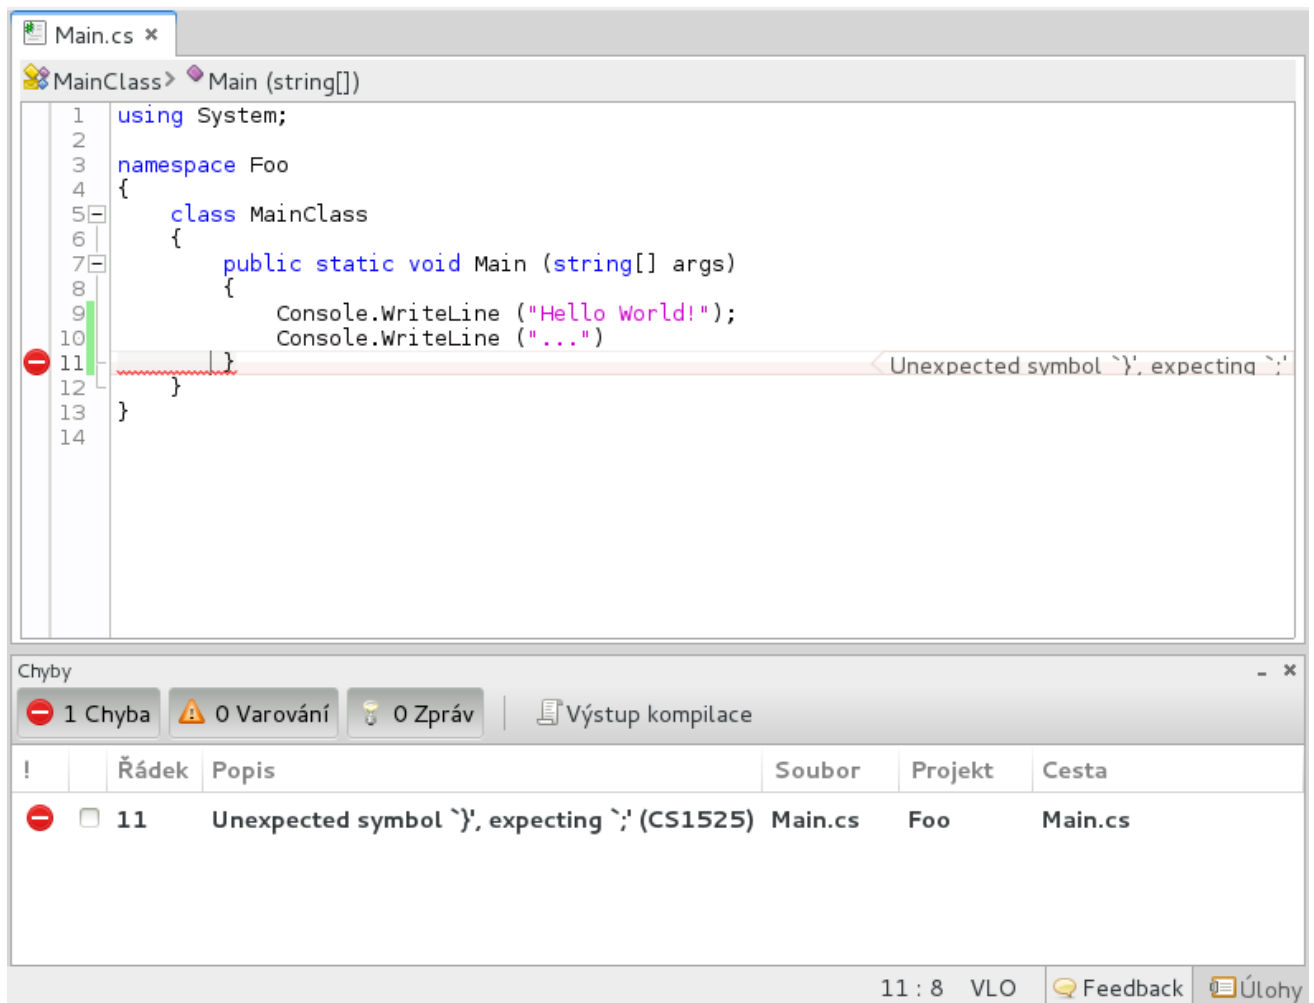 Main.cs ×
MainClass> Main (string[])
1 using System;
2
3 namespace Foo
4 {
5 class MainClass
6 {
7 public static void Main (string[] args)
8 {
9 Console.WriteLine ("Hello World!");
10 Console.WriteLine ("...")
11 } Unexpected symbol `}', expecting `;'
12 }
13 }
14
Chyby
1 Chyba 0 Varování 0 Zpráv Výstup kompilace
! Řádek Popis Soubor Projekt Cesta
11 Unexpected symbol `}', expecting `;' (CS1525) Main.cs Foo Main.cs
11 : 8 VLO Feedback Úlohy